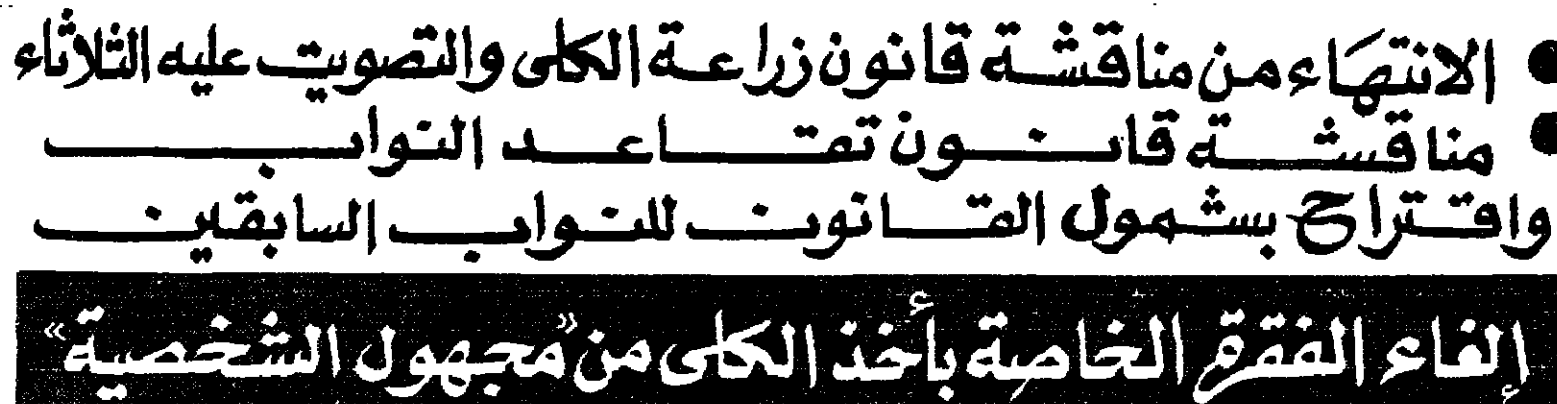 ● الانتهاء من مناقشة قانون زراعة الكلى والتصويت عليه الثلاثاء
● مناقشة قانون تقاعد النواب
واقتراح بشمول القانون للنواب السابقين
إلغاء الفقرة الخاصة بأخذ الكلى من "مجهول الشخصية"